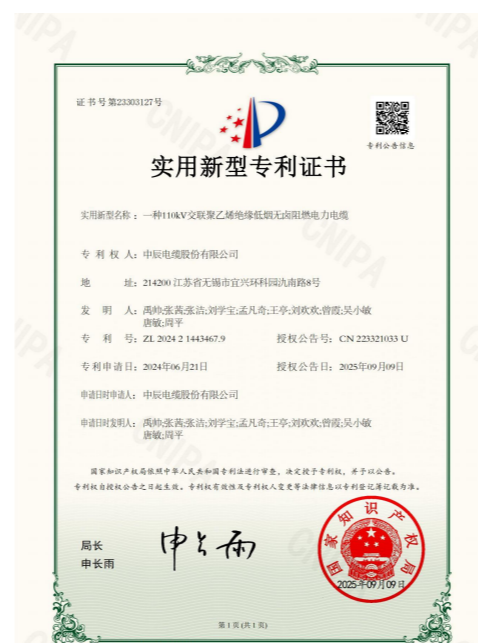 证书号第23303127号
专利公告信息
实用新型专利证书
实用新型名称：一种110kV交联聚乙烯绝缘低烟无卤阻燃电力电缆
专利权人：中辰电缆股份有限公司
地址：214200 江苏省无锡市宜兴环科园氿南路8号
发明人：禹帅;张茜;张洁;刘学宝;孟凡奇;王亭;刘欢欢;曾霞;吴小敏
唐敏;周平
专利号：ZL 2024 2 1443467.9 授权公告号：CN 223321033 U
专利申请日：2024年06月21日 授权公告日：2025年09月09日
申请日时申请人：中辰电缆股份有限公司
申请日时发明人：禹帅;张茜;张洁;刘学宝;孟凡奇;王亭;刘欢欢;曾霞;吴小敏
唐敏;周平
国家知识产权局依照中华人民共和国专利法进行审查，决定授予专利权，并予以公告。
专利权自授权公告之日起生效。专利权有效性及专利权人变更等法律信息以专利登记簿记载为准。
局长
申长雨
申长雨
国家知识产权局
2025年09月09日
第1页(共1页)
CNIPA